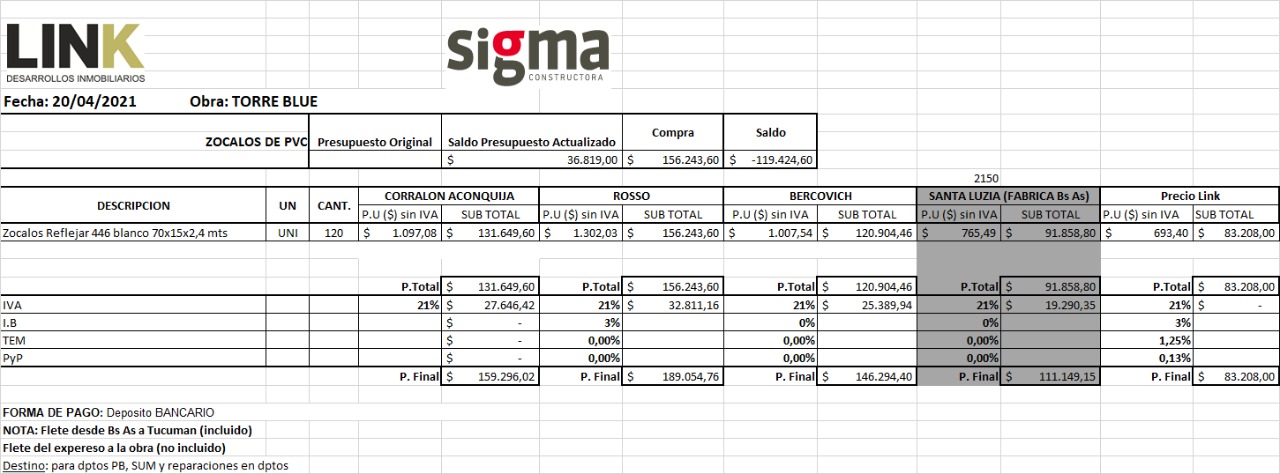 LINK
DESARROLLOS INMOBILIARIOS
sigma
CONSTRUCTORA
Fecha: 20/04/2021 Obra: TORRE BLUE
ZOCALOS DE PVC Presupuesto Original Saldo Presupuesto Actualizado Compra Saldo
$ 36.819,00 $ 156.243,60 $ -119.424,60
2150
DESCRIPCION UN CANT. CORRALON ACONQUIJA ROSSO BERCOVICH SANTA LUZIA (FABRICA Bs As) Precio Link
P.U ($) sin IVA SUB TOTAL P.U ($) sin IVA SUB TOTAL P.U ($) sin IVA SUB TOTAL P.U ($) sin IVA SUB TOTAL P.U ($) sin IVA SUB TOTAL
Zocalos Reflejar 446 blanco 70x15x2,4 mts UNI 120 $ 1.097,08 $ 131.649,60 $ 1.302,03 $ 156.243,60 $ 1.007,54 $ 120.904,46 $ 765,49 $ 91.858,80 $ 693,40 $ 83.208,00
P.Total $ 131.649,60 P.Total $ 156.243,60 P.Total $ 120.904,46 P.Total $ 91.858,80 P.Total $ 83.208,00
IVA 21% $ 27.646,42 21% $ 32.811,16 21% $ 25.389,94 21% $ 19.290,35 21% $ -
I.B $ - 3% 0% 0% 3%
TEM $ - 0,00% 0,00% 0,00% 1,25%
PyP $ - 0,00% 0,00% 0,00% 0,13%
P. Final $ 159.296,02 P. Final $ 189.054,76 P. Final $ 146.294,40 P. Final $ 111.149,15 P. Final $ 83.208,00
FORMA DE PAGO: Deposito BANCARIO
NOTA: Flete desde Bs As a Tucuman (incluido)
Flete del expereso a la obra (no incluido)
Destino: para dptos PB, SUM y reparaciones en dptos